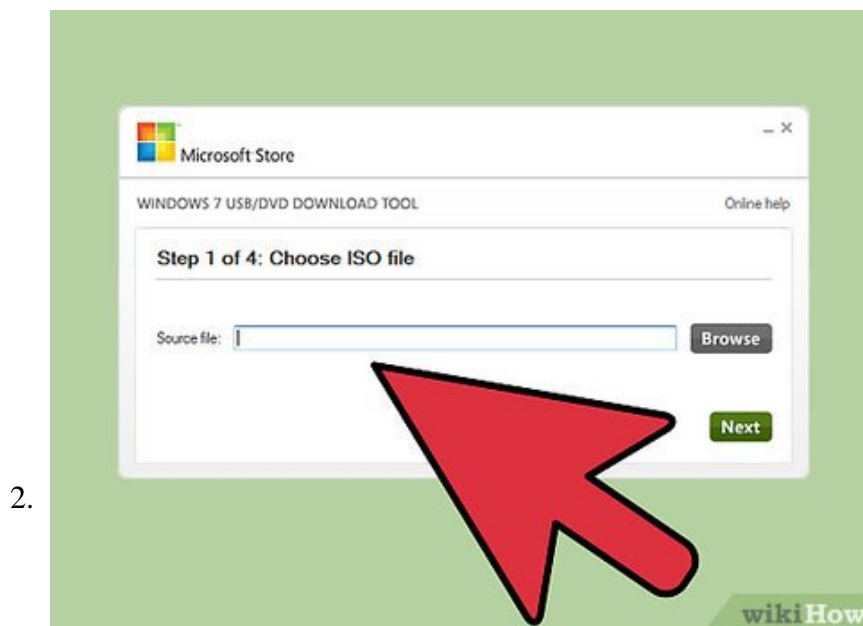 Microsoft Store
WINDOWS 7 USB/DVD DOWNLOAD TOOL Online help
Step 1 of 4: Choose ISO file
Source file: Browse
Next
2.
wikiHow